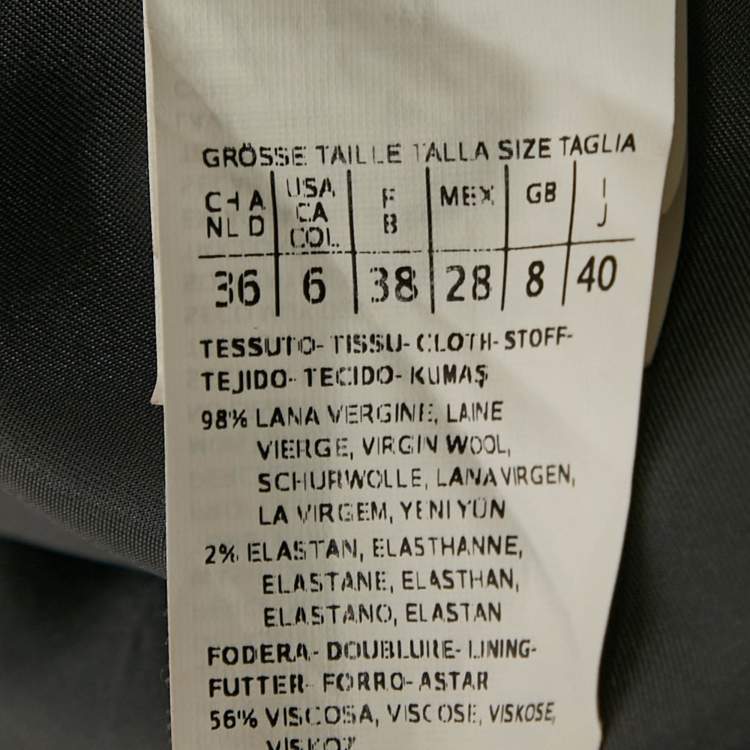 GRÖSSE TAILLE TALLA SIZE TAGLIA
CH A NL D | USA CA COL. | F B | MEX | GB | I J
36 | 6 | 38 | 28 | 8 | 40
TESSUTO- TISSU- CLOTH- STOFF-
TEJIDO- TECIDO- KUMAŞ
98% LANA VERGINE, LAINE
VIERGE, VIRGIN WOOL,
SCHURWOLLE, LANA VIRGEN,
LA VIRGEM, YENI YÜN
2% ELASTAN, ELASTHANNE,
ELASTANE, ELASTHAN,
ELASTANO, ELASTAN
FODERA- DOUBLURE- LINING-
FUTTER- FORRO- ASTAR
56% VISCOSA, VISCOSE, VISKOSE,
VİSKOZ